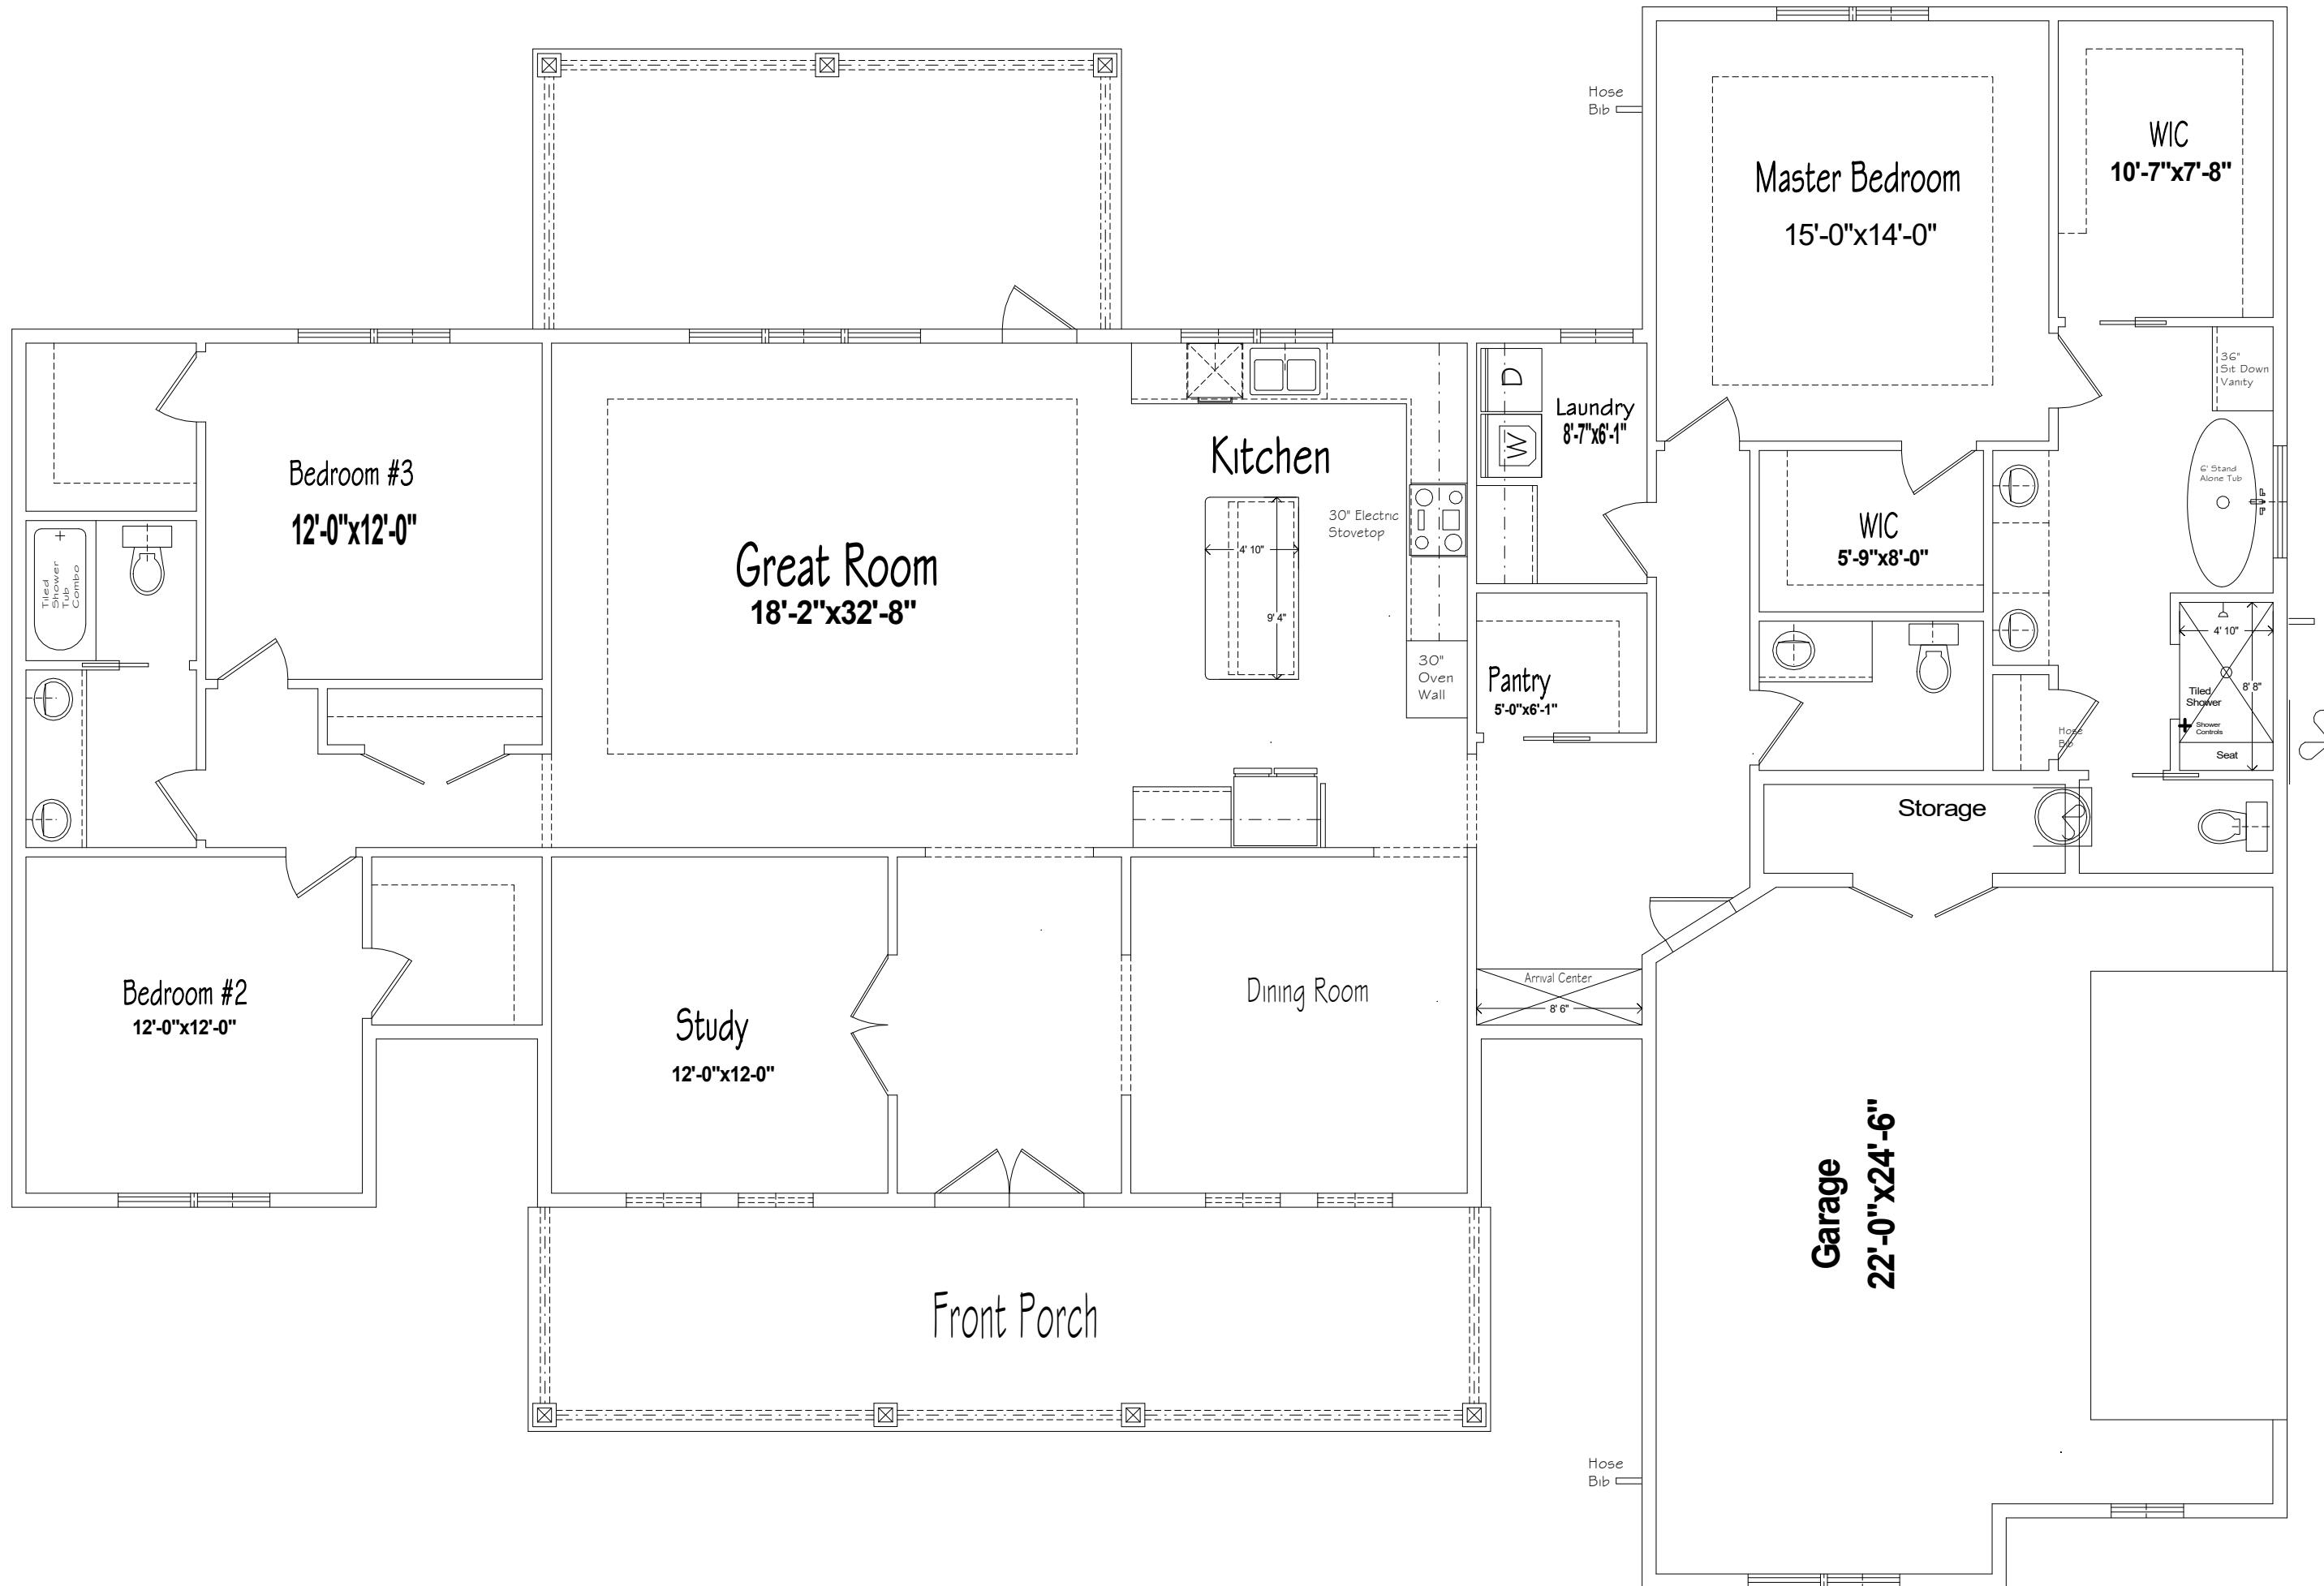 Hose
Bib
WIC
10'-7"x7'-8"
Master Bedroom
15'-0"x14'-0"
36"
Sit Down
Vanity
D
Laundry
8'-7"x6'-1"
W
Kitchen
Bedroom #3
12'-0"x12'-0"
6' Stand
Alone Tub
30" Electric
Stovetop
WIC
5'-9"x8'-0"
4' 10"
Great Room
18'-2"x32'-8"
Tiled
Shower
Tub
Combo
9' 4"
4' 10"
30"
Oven
Wall
Pantry
5'-0"x6'-1"
8' 8"
Tiled
Shower
Shower
Controls
Hose
Bib
Seat
Storage
Bedroom #2
12'-0"x12'-0"
Study
12'-0"x12-0"
Dining Room
Arrival Center
8' 6"
Garage
22'-0"x24'-6"
Front Porch
Hose
Bib